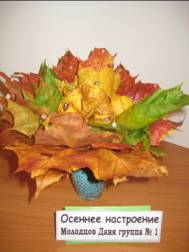 Осеннее настроение
Молодцов Даня группа № 1